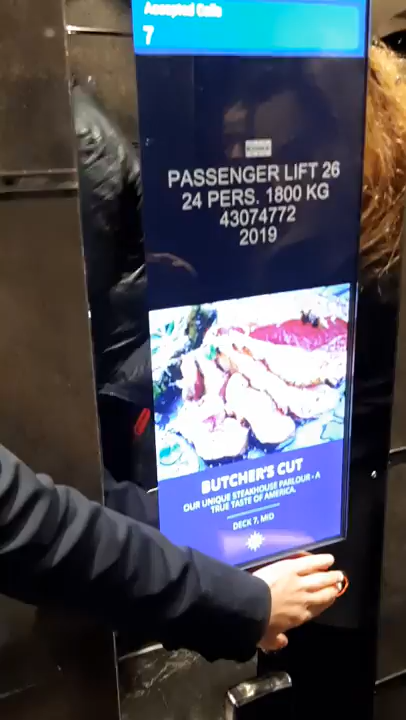 Accepted Calls
7
PASSENGER LIFT 26
24 PERS. 1800 KG
43074772
2019
BUTCHER'S CUT
OUR UNIQUE STEAKHOUSE PARLOUR - A
TRUE TASTE OF AMERICA.
DECK 7, MID